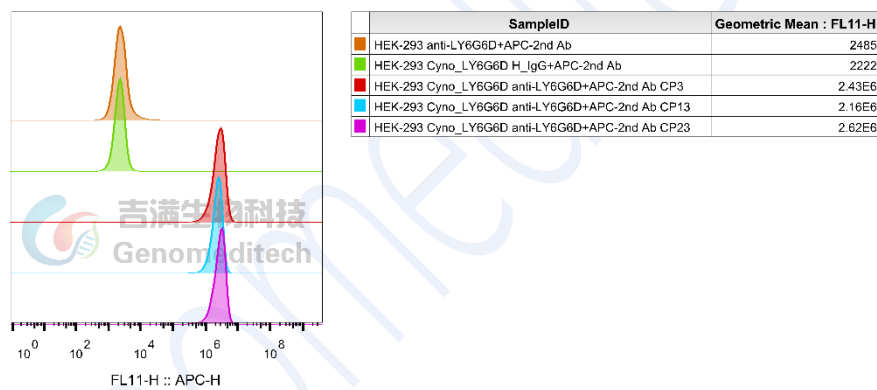 SampleID Geometric Mean : FL11-H
HEK-293 anti-LY6G6D+APC-2nd Ab 2485
HEK-293 Cyno_LY6G6D H_IgG+APC-2nd Ab 2222
HEK-293 Cyno_LY6G6D anti-LY6G6D+APC-2nd Ab CP3 2.43E6
HEK-293 Cyno_LY6G6D anti-LY6G6D+APC-2nd Ab CP13 2.16E6
HEK-293 Cyno_LY6G6D anti-LY6G6D+APC-2nd Ab CP23 2.62E6
吉满生物科技
Genomeditech
10^0 10^2 10^4 10^6 10^8
FL11-H :: APC-H